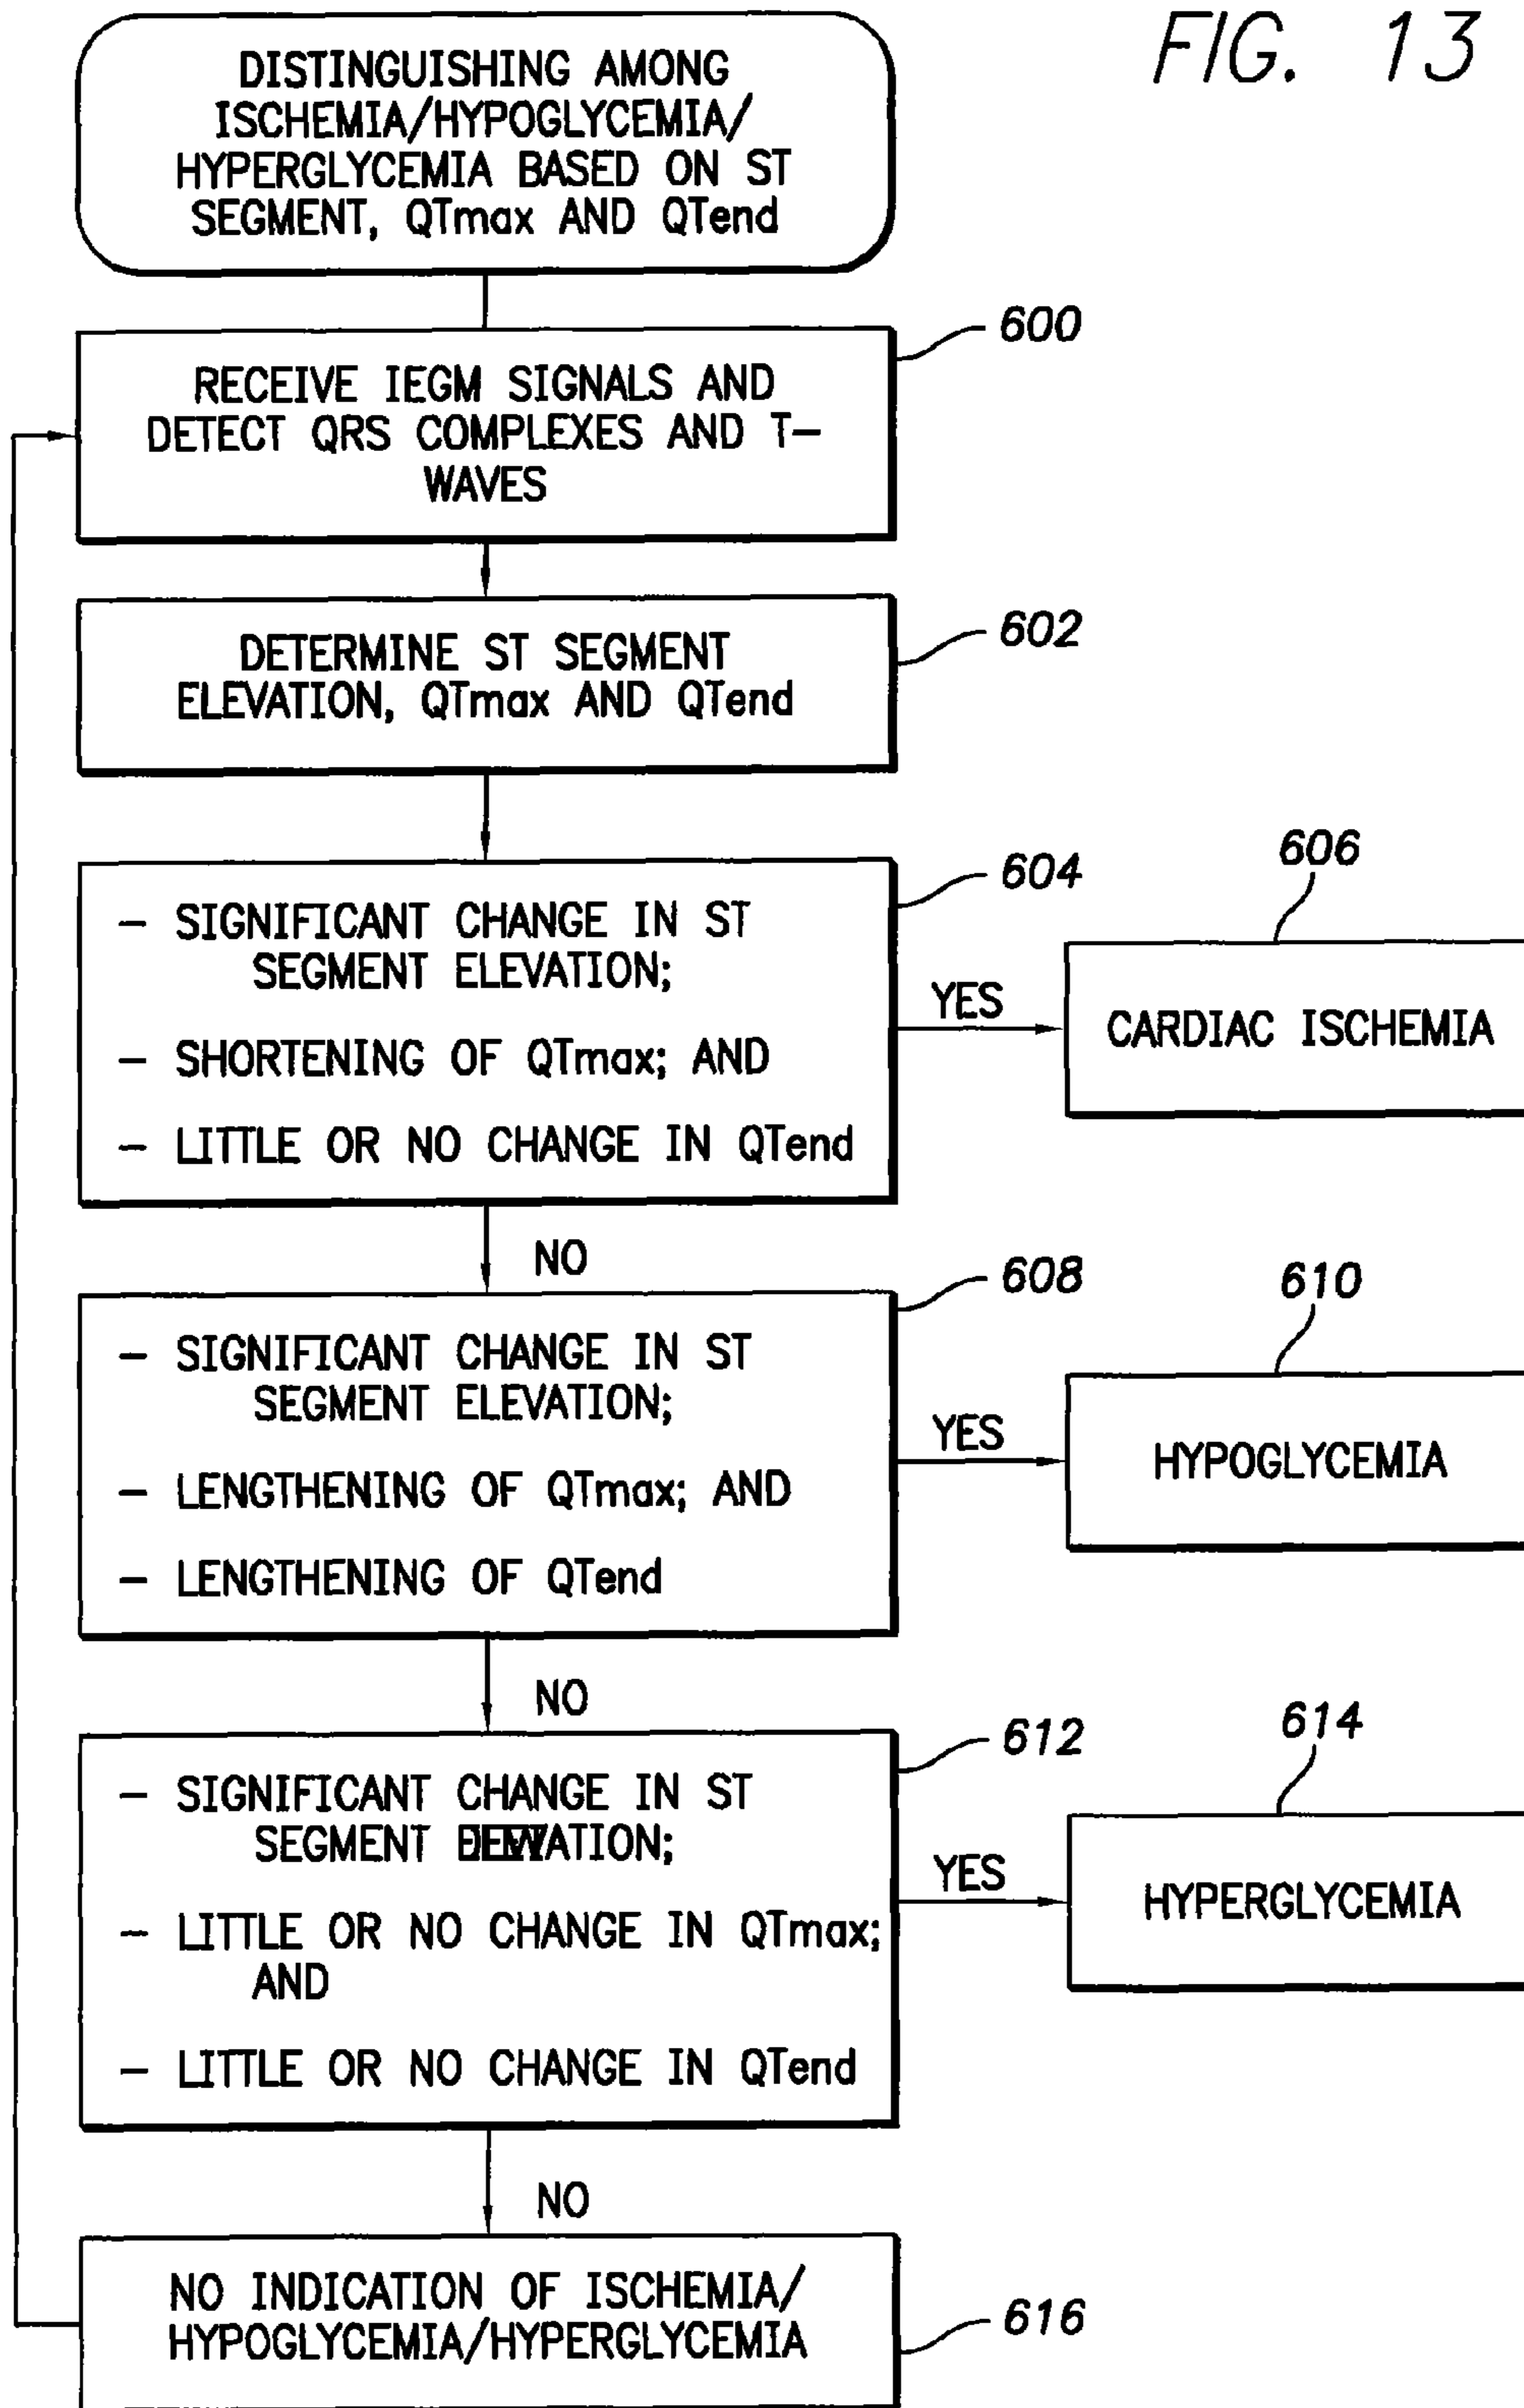 FIG. 13
DISTINGUISHING AMONG
ISCHEMIA/HYPOGLYCEMIA/
HYPERGLYCEMIA BASED ON ST
SEGMENT, QTmax AND QTend
600
RECEIVE IEGM SIGNALS AND
DETECT QRS COMPLEXES AND T–
WAVES
602
DETERMINE ST SEGMENT
ELEVATION, QTmax AND QTend
604
– SIGNIFICANT CHANGE IN ST
SEGMENT ELEVATION;
– SHORTENING OF QTmax; AND
– LITTLE OR NO CHANGE IN QTend
YES
606
CARDIAC ISCHEMIA
NO
608
– SIGNIFICANT CHANGE IN ST
SEGMENT ELEVATION;
– LENGTHENING OF QTmax; AND
– LENGTHENING OF QTend
YES
610
HYPOGLYCEMIA
NO
612
– SIGNIFICANT CHANGE IN ST
SEGMENT
– LITTLE OR NO CHANGE IN QTmax;
AND
– LITTLE OR NO CHANGE IN QTend
YES
614
HYPERGLYCEMIA
NO
616
NO INDICATION OF ISCHEMIA/
HYPOGLYCEMIA/HYPERGLYCEMIA